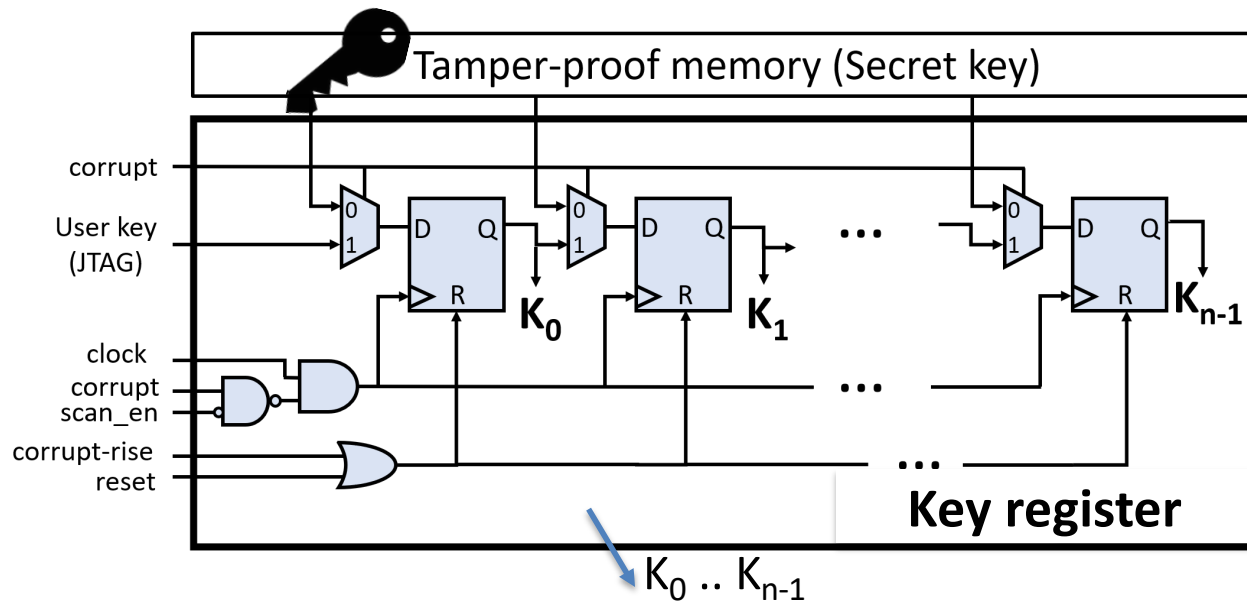 Tamper-proof memory (Secret key)
corrupt
0
1
D
Q
R
0
1
D
Q
R
...
0
1
D
Q
R
User key
(JTAG)
K0
K1
Kn-1
clock
corrupt
scan_en
...
corrupt-rise
reset
...
Key register
K0 .. Kn-1